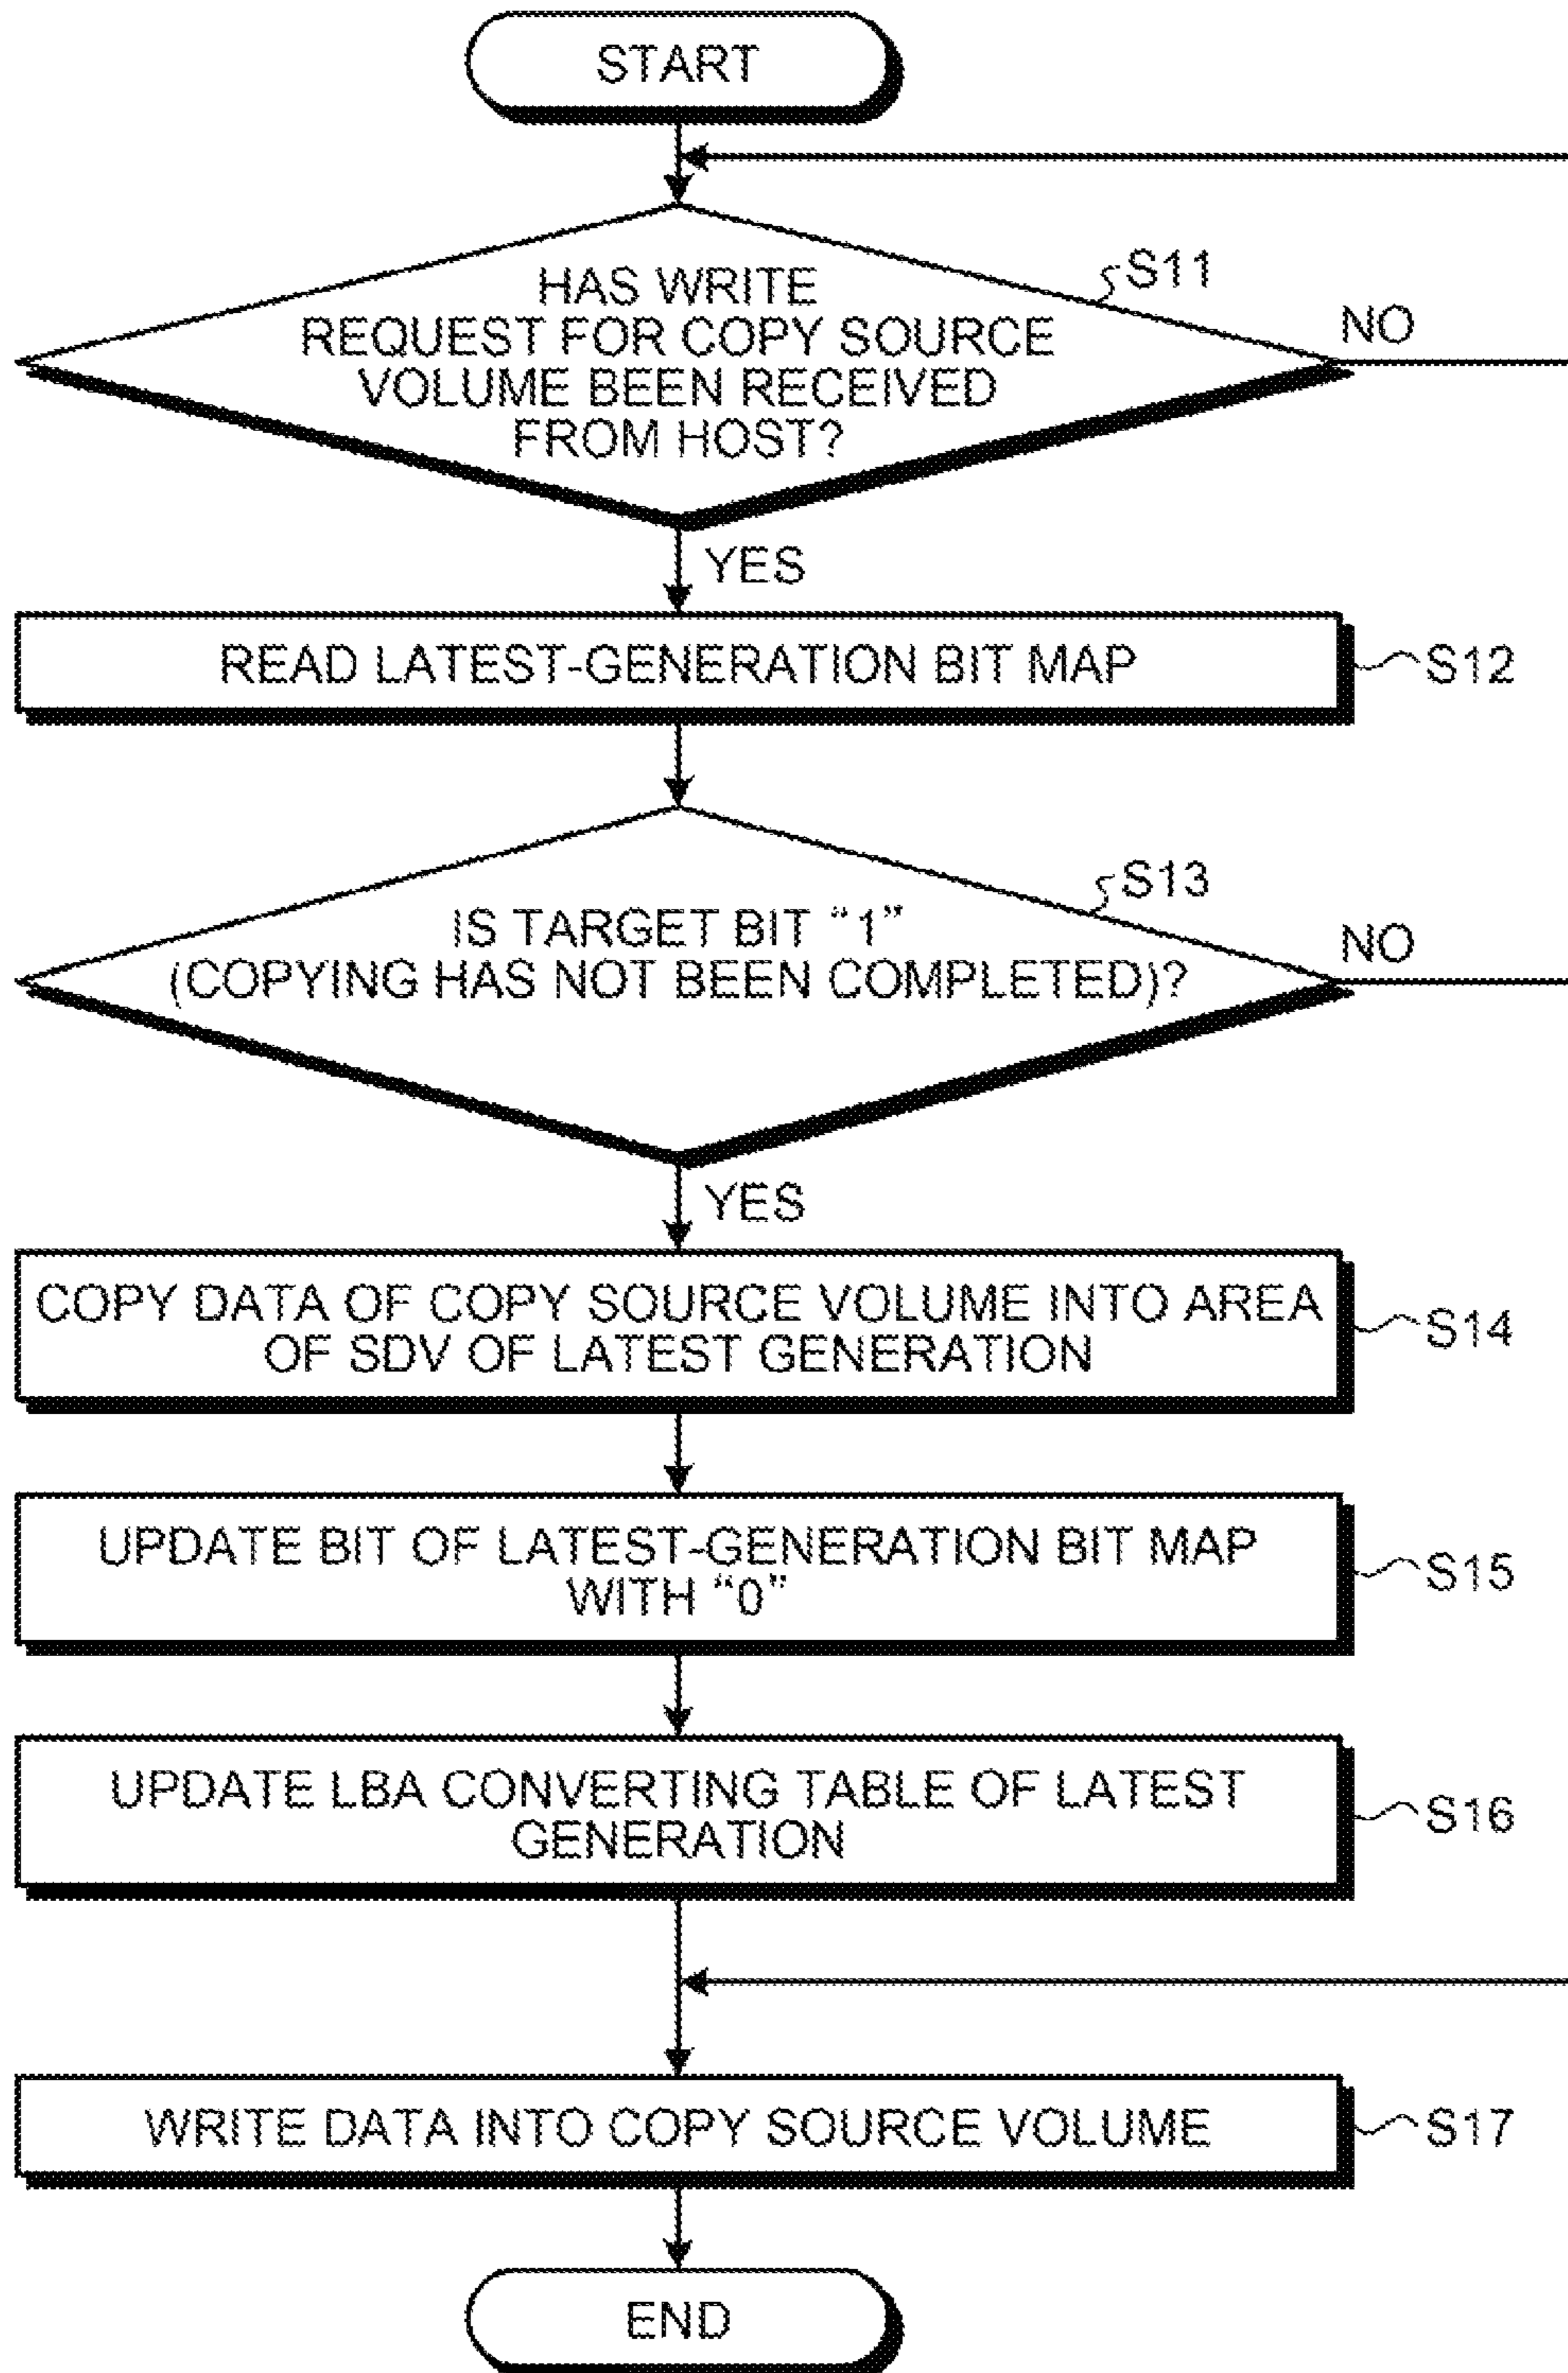 START
HAS WRITE
REQUEST FOR COPY SOURCE
VOLUME BEEN RECEIVED
FROM HOST?
S11
NO
YES
READ LATEST-GENERATION BIT MAP
S12
IS TARGET BIT “1”
(COPYING HAS NOT BEEN COMPLETED)?
S13
NO
YES
COPY DATA OF COPY SOURCE VOLUME INTO AREA
OF SDV OF LATEST GENERATION
S14
UPDATE BIT OF LATEST-GENERATION BIT MAP
WITH “0”
S15
UPDATE LBA CONVERTING TABLE OF LATEST
GENERATION
S16
WRITE DATA INTO COPY SOURCE VOLUME
S17
END